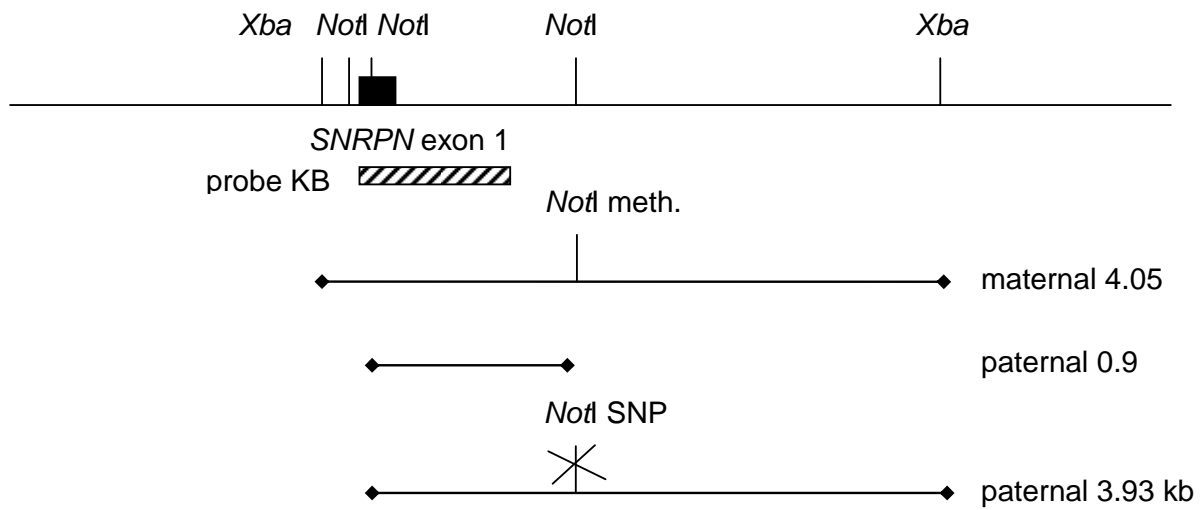 Xba NotI NotI NotI Xba
SNRPN exon 1
probe KB
NotI meth.
maternal 4.05
paternal 0.9
NotI SNP
paternal 3.93 kb